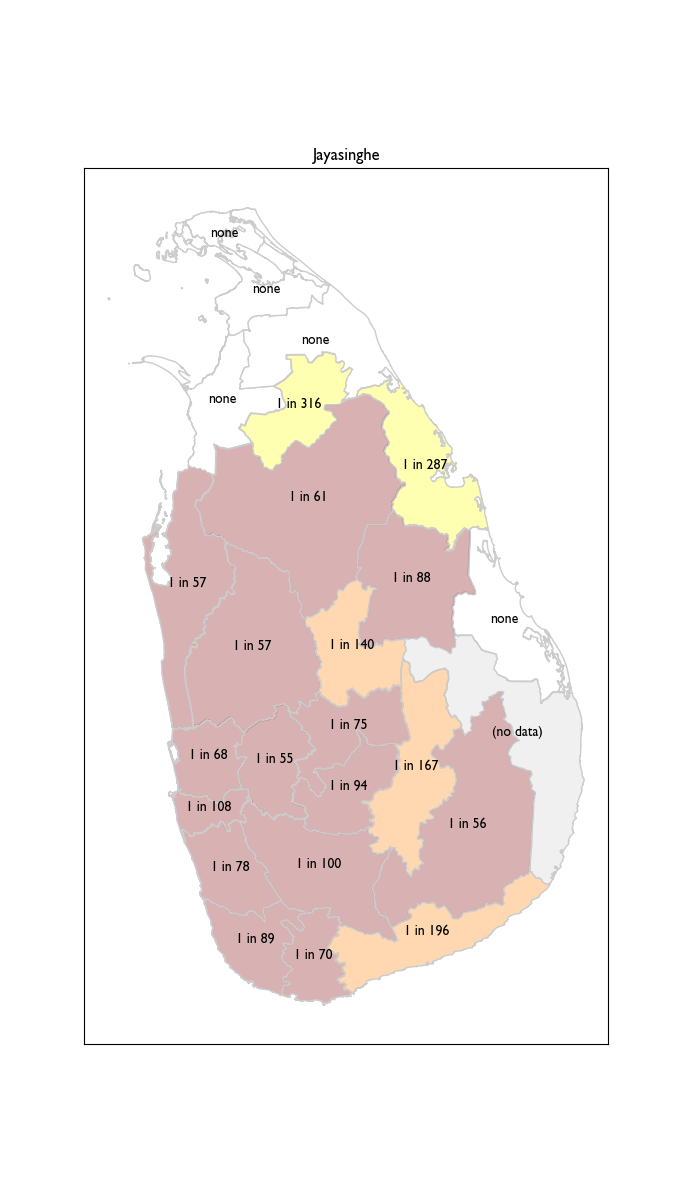 Jayasinghe
none
none
none
none
1 in 316
1 in 287
1 in 61
1 in 88
1 in 57
none
1 in 57
1 in 140
1 in 75
(no data)
1 in 68
1 in 55
1 in 167
1 in 94
1 in 108
1 in 56
1 in 78
1 in 100
1 in 196
1 in 89
1 in 70